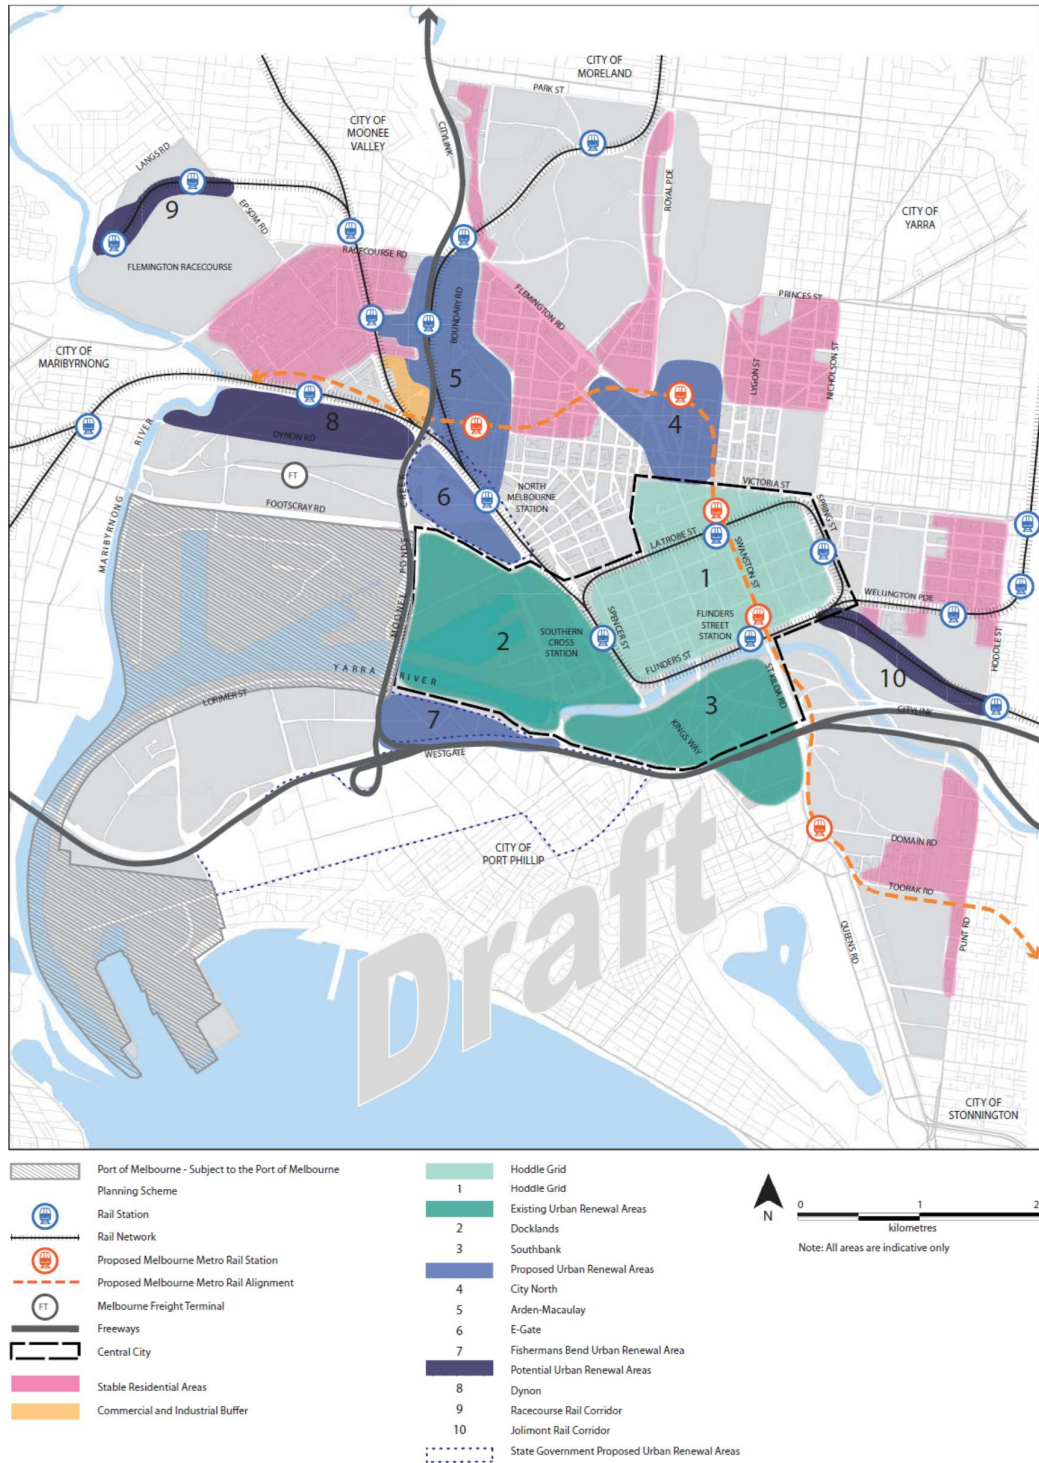 CITY OF
MORELAND
PARK ST
CITY OF
MOONEE
VALLEY
CITYLINK
LANGS RD
ROYAL PDE
EPSOM RD
9
CITY OF
YARRA
RACECOURSE RD
FLEMINGTON RACECOURSE
FLEMINGTON RD
BOUNDARY RD
PRINCES ST
CITY OF
MARIBYRNONG
LYGON ST
NICHOLSON ST
5
8
4
RIVER
DYNON RD
FT
NORTH
MELBOURNE
STATION
VICTORIA ST
6
CREEK
FOOTSCRAY RD
SPRING ST
MARIBYRNONG
LA TROBE ST
SWANSTON ST
PONDS
1
WELLINGTON PDE
MOONEE
SPENCER ST
FLINDERS
STREET
STATION
2
SOUTHERN
CROSS
STATION
HODDLE ST
FLINDERS ST
YARRA RIVER
10
ST KILDA RD
LORIMER ST
3
CITYLINK
7
KINGS WAY
WESTGATE
CITY OF
PORT PHILLIP
DOMAIN RD
TOORAK RD
QUEENS RD
PUNT RD
Draft
CITY OF
STONNINGTON
Port of Melbourne - Subject to the Port of Melbourne
Planning Scheme
Rail Station
Rail Network
Proposed Melbourne Metro Rail Station
Proposed Melbourne Metro Rail Alignment
FT Melbourne Freight Terminal
Freeways
Central City
Stable Residential Areas
Commercial and Industrial Buffer
Hoddle Grid
1 Hoddle Grid
Existing Urban Renewal Areas
2 Docklands
3 Southbank
Proposed Urban Renewal Areas
4 City North
5 Arden-Macaulay
6 E-Gate
7 Fishermans Bend Urban Renewal Area
Potential Urban Renewal Areas
8 Dynon
9 Racecourse Rail Corridor
10 Jolimont Rail Corridor
State Government Proposed Urban Renewal Areas
N
0 1 2
kilometres
Note: All areas are indicative only